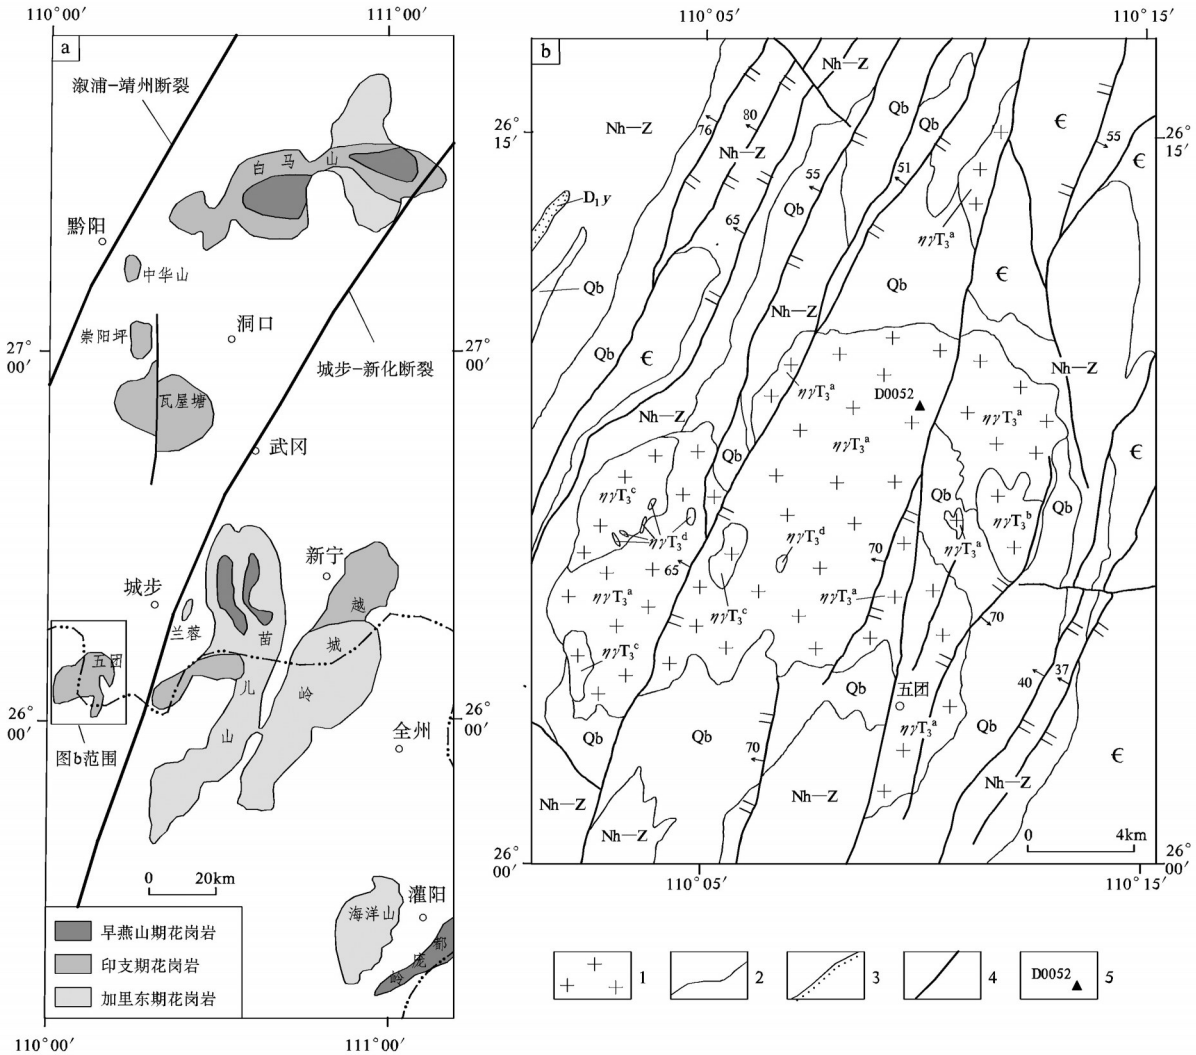 110°00′
111°00′
a
溆浦-靖州断裂
白马山
黔阳
中华山
崇阳坪
洞口
27°
00′
城步-新化断裂
瓦屋塘
武冈
新宁
城步
越城岭
兰蓉
苗儿山
五团
26°
00′
26°
00′
全州
图b范围
0 20km
灌阳
海洋山
都庞岭
早燕山期花岗岩
印支期花岗岩
加里东期花岗岩
110°00′
111°00′
27°
00′
110°05′
110°15′
b
26°
15′
26°
15′
Nh—Z
Nh—Z
Qb
Qb
Є
55
Є
76
80
Nh—Z
55
51
D₁y
Qb
65
ηγT₃ᵃ
Qb
Qb
Є
Nh—Z
Qb
Є
Nh—Z
ηγT₃ᵃ
D0052
Nh—Z
ηγT₃ᵃ
ηγT₃ᵃ
Є
Qb
ηγT₃ᶜ
Qb
ηγT₃ᵇ
Qb
ηγT₃ᵈ
ηγT₃ᵈ
70
ηγT₃ᵃ
65
ηγT₃ᵃ
ηγT₃ᶜ
ηγT₃ᵃ
70
ηγT₃ᶜ
Qb
五团
40
37
Qb
Qb
70
ηγT₃ᵃ
Qb
Є
Nh—Z
Nh—Z
Nh—Z
Nh—Z
0 4km
26°
00′
26°
00′
110°05′
110°15′
1
2
3
4
D0052
5